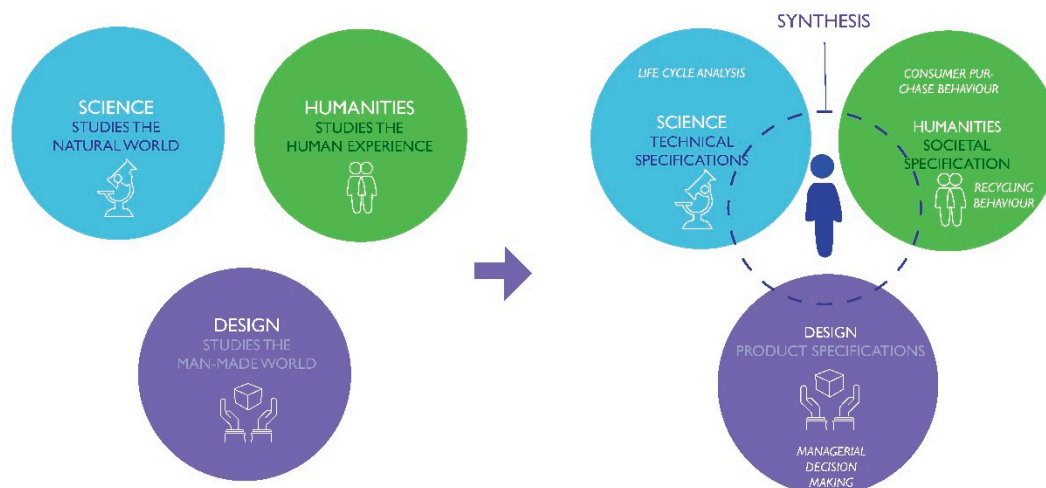 SCIENCE
STUDIES THE
NATURAL WORLD
HUMANITIES
STUDIES THE
HUMAN EXPERIENCE
DESIGN
STUDIES THE
MAN-MADE WORLD
SYNTHESIS
LIFE CYCLE ANALYSIS
SCIENCE
TECHNICAL
SPECIFICATIONS
CONSUMER PUR-
CHASE BEHAVIOUR
HUMANITIES
SOCIETAL
SPECIFICATION
RECYCLING
BEHAVIOUR
DESIGN
PRODUCT SPECIFICATIONS
MANAGERIAL
DECISION
MAKING